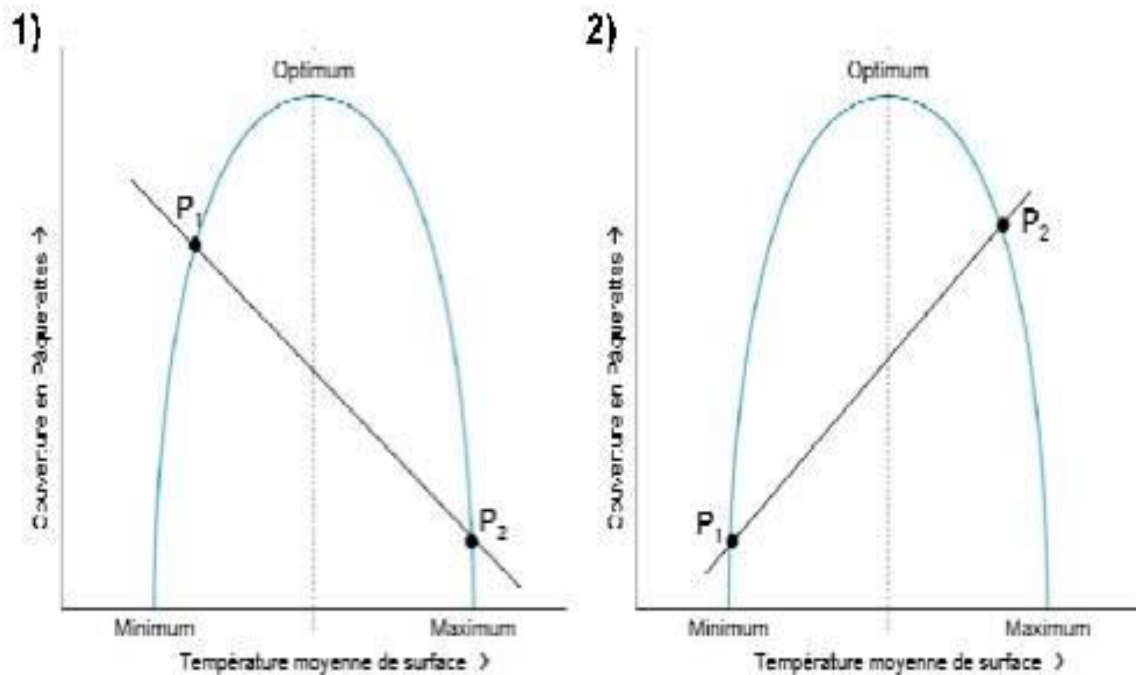 1)
Optimum
P1
P2
Couverture en Pâquerettes →
Minimum
Maximum
Température moyenne de surface >
2)
Optimum
P2
P1
Couverture en Pâquerettes →
Minimum
Maximum
Température moyenne de surface >